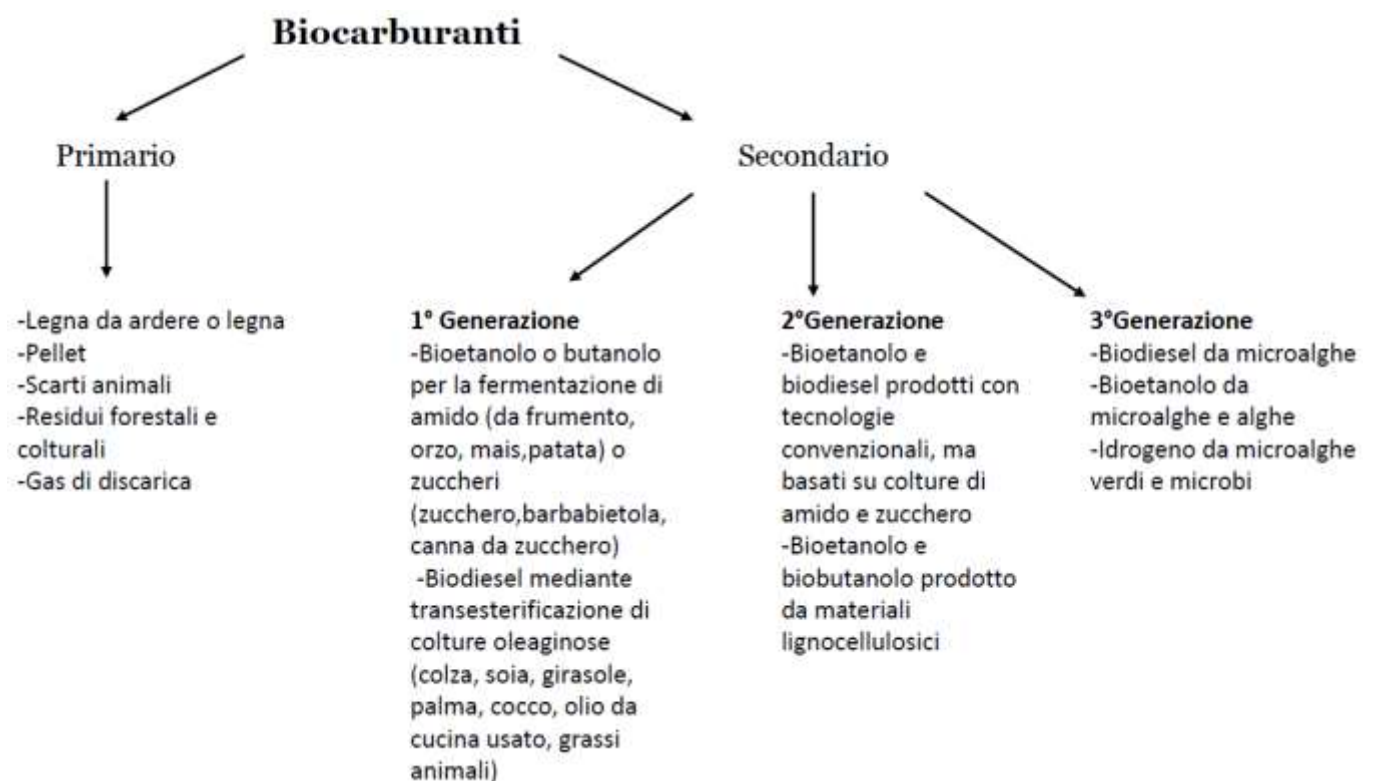 Biocarburanti
Primario
Secondario
-Legna da ardere o legna
-Pellet
-Scarti animali
-Residui forestali e
colturali
-Gas di discarica
1° Generazione
-Bioetanolo o butanolo
per la fermentazione di
amido (da frumento,
orzo, mais,patata) o
zuccheri
(zucchero,barbabietola,
canna da zucchero)
-Biodiesel mediante
transesterificazione di
colture oleaginose
(colza, soia, girasole,
palma, cocco, olio da
cucina usato, grassi
animali)
2°Generazione
-Bioetanolo e
biodiesel prodotti con
tecnologie
convenzionali, ma
basati su colture di
amido e zucchero
-Bioetanolo e
biobutanolo prodotto
da materiali
lignocellulosici
3°Generazione
-Biodiesel da microalghe
-Bioetanolo da
microalghe e alghe
-Idrogeno da microalghe
verdi e microbi